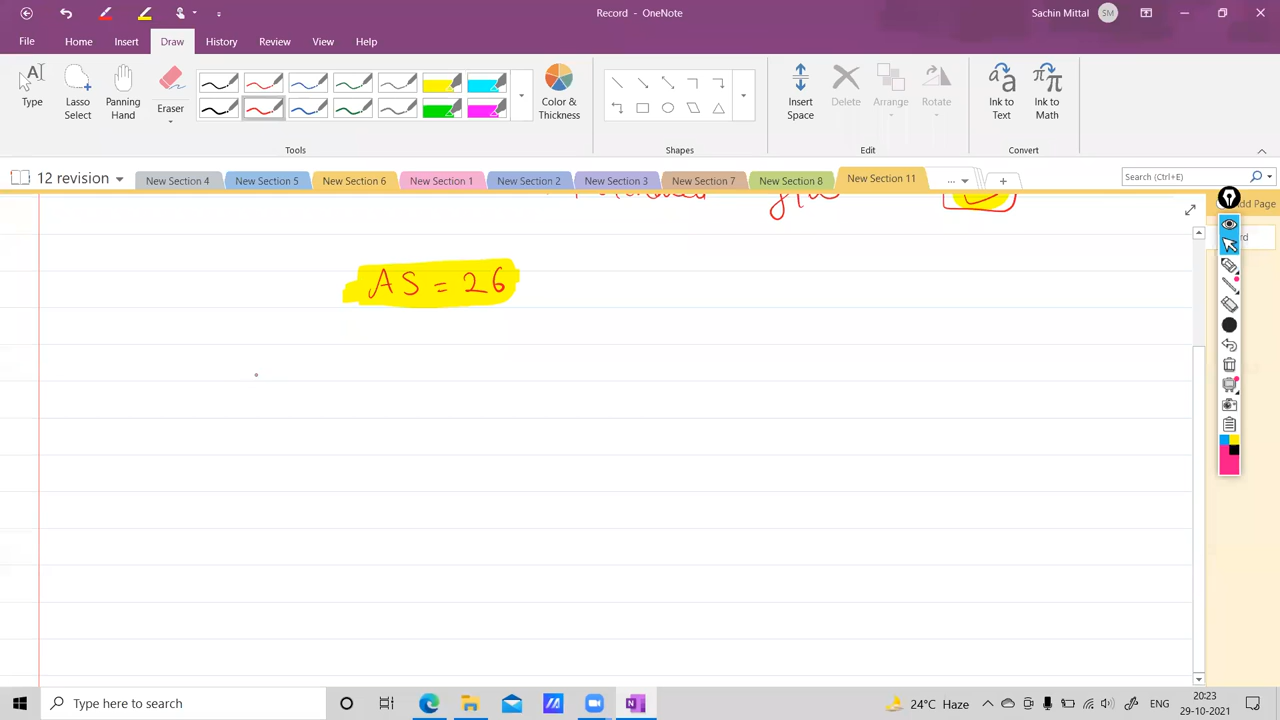 Record - OneNote
Sachin Mittal SM
File Home Insert Draw History Review View Help
Type
Lasso Select
Panning Hand
Eraser
Color & Thickness
Insert Space
Delete
Arrange
Rotate
Ink to Text
Ink to Math
Tools
Shapes
Edit
Convert
12 revision
New Section 4 New Section 5 New Section 6 New Section 1 New Section 2 New Section 3 New Section 7 New Section 8 New Section 11 ...
Search (Ctrl+E)
Add Page
AS = 26
Type here to search
24°C Haze
ENG
20:23
29-10-2021